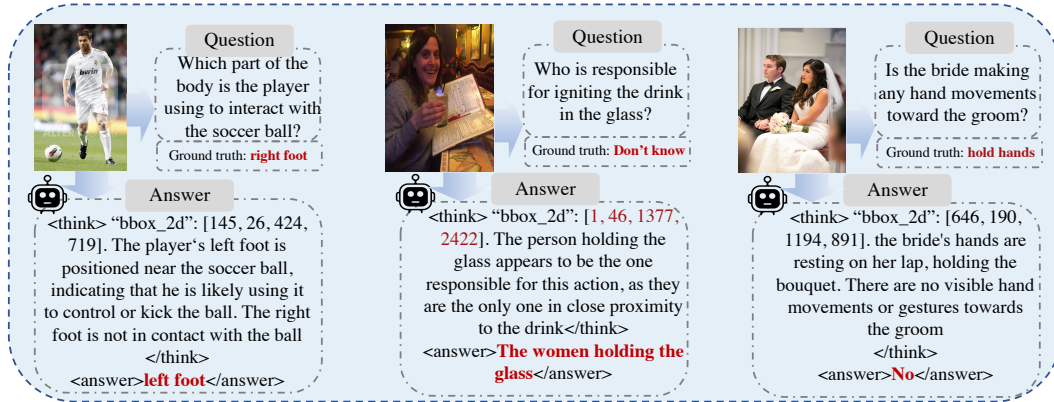 Question
Which part of the
body is the player
using to interact with
the soccer ball?
Ground truth: right foot
Answer
<think> “bbox_2d”: [145, 26, 424,
719]. The player‘s left foot is
positioned near the soccer ball,
indicating that he is likely using it
to control or kick the ball. The right
foot is not in contact with the ball
</think>
<answer>left foot</answer>
Question
Who is responsible
for igniting the drink
in the glass?
Ground truth: Don’t know
Answer
<think> “bbox_2d”: [1, 46, 1377,
2422]. The person holding the
glass appears to be the one
responsible for this action, as they
are the only one in close proximity
to the drink</think>
<answer>The women holding the
glass</answer>
Question
Is the bride making
any hand movements
toward the groom?
Ground truth: hold hands
Answer
<think> “bbox_2d”: [646, 190,
1194, 891]. the bride's hands are
resting on her lap, holding the
bouquet. There are no visible hand
movements or gestures towards
the groom
</think>
<answer>No</answer>
bwin